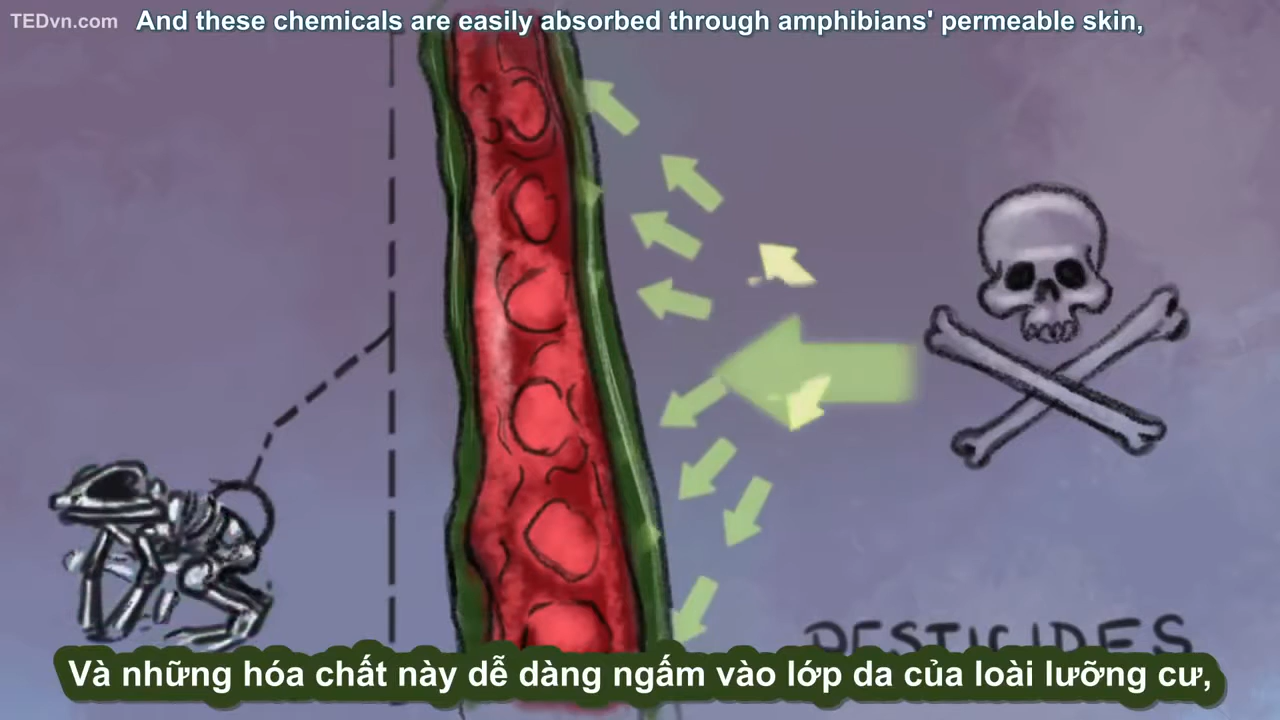 TEDvn.com
And these chemicals are easily absorbed through amphibians' permeable skin,
PESTICIDES
Và những hóa chất này dễ dàng ngấm vào lớp da của loài lưỡng cư,